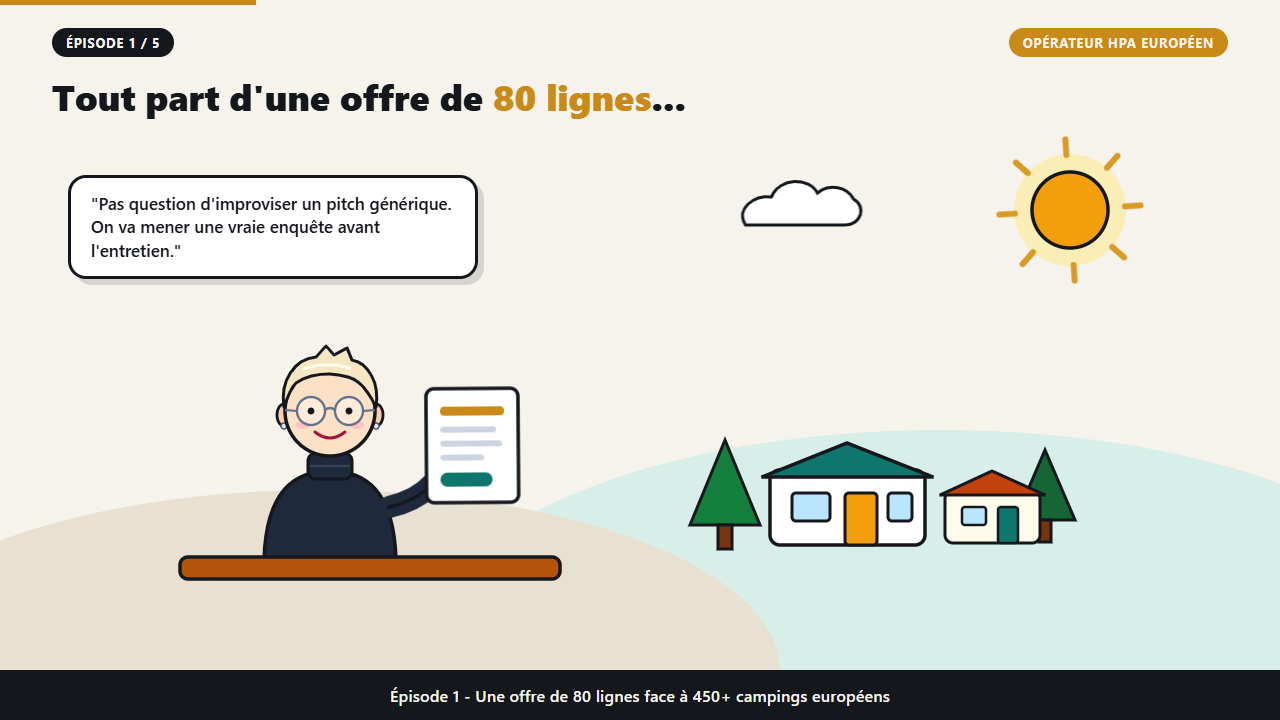 ÉPISODE 1 / 5
OPÉRATEUR HPA EUROPÉEN
Tout part d'une offre de 80 lignes...
"Pas question d'improviser un pitch générique.
On va mener une vraie enquête avant
l'entretien."
Épisode 1 - Une offre de 80 lignes face à 450+ campings européens